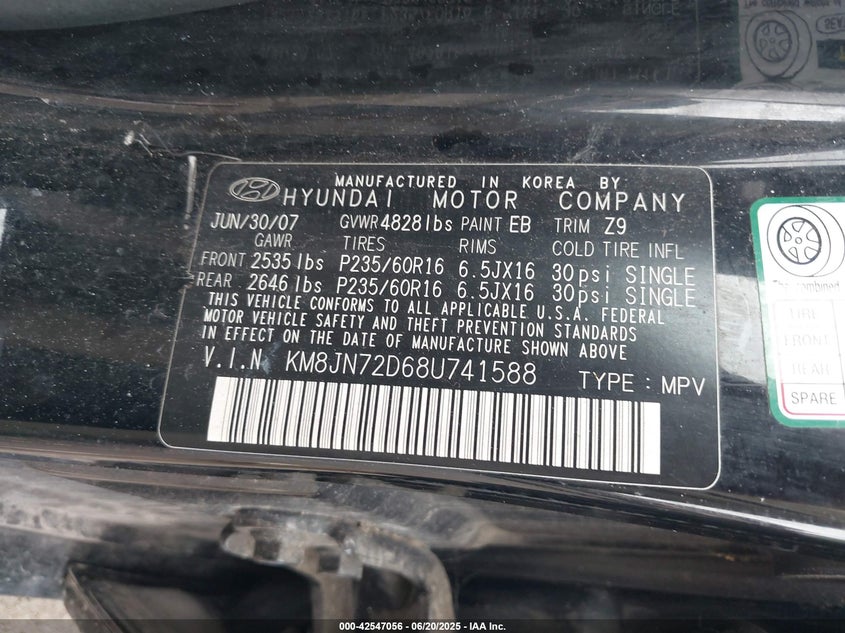 MANUFACTURED IN KOREA BY
HYUNDAI MOTOR COMPANY
JUN/30/07 GVWR 4828 lbs PAINT EB TRIM Z9
GAWR TIRES RIMS COLD TIRE INFL
FRONT 2535 lbs P235/60R16 6.5JX16 30psi SINGLE
REAR 2646 lbs P235/60R16 6.5JX16 30psi SINGLE
THIS VEHICLE CONFORMS TO ALL APPLICABLE U.S.A. FEDERAL
MOTOR VEHICLE SAFETY AND THEFT PREVENTION STANDARDS
IN EFFECT ON THE DATE OF MANUFACTURE SHOWN ABOVE
V.I.N KM8JN72D68U741588 TYPE : MPV
The combined
TIRE
FRONT
REAR
SPARE
000-42547056 - 06/20/2025 - IAA Inc.